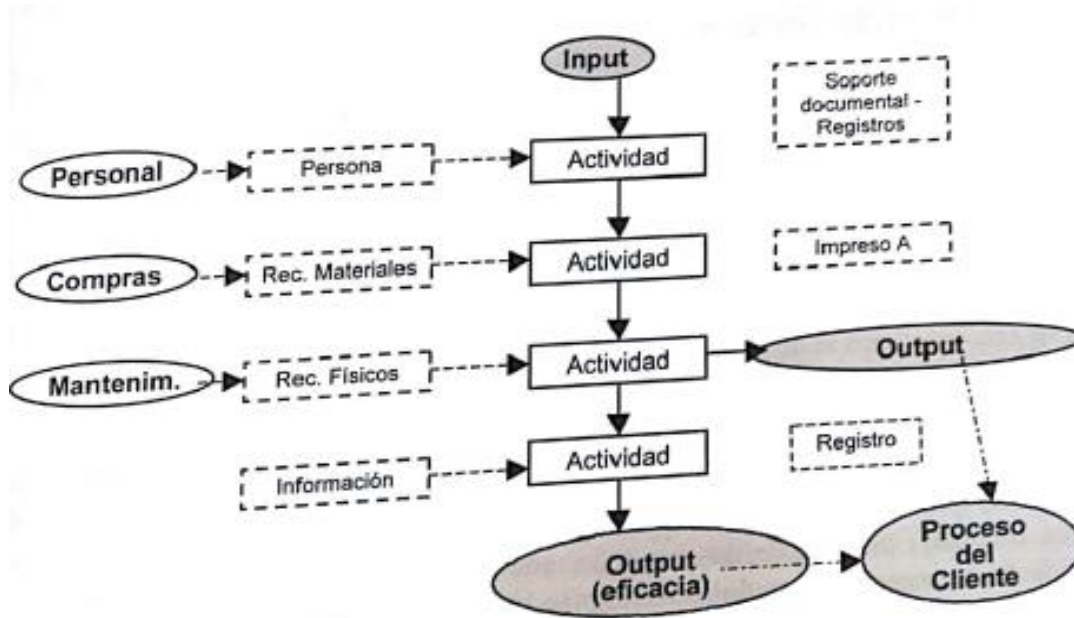 Input
Soporte
documental -
Registros
Personal
Persona
Actividad
Compras
Rec. Materiales
Actividad
Impreso A
Mantenim.
Rec. Físicos
Actividad
Output
Información
Actividad
Registro
Output
(eficacia)
Proceso
del
Cliente